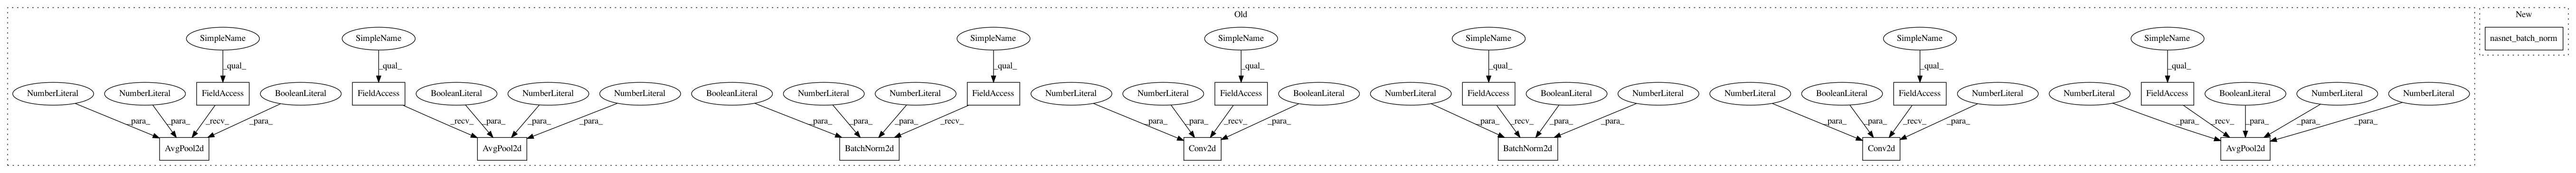 Old
New
SimpleName
SimpleName
SimpleName
SimpleName
SimpleName
SimpleName
SimpleName
nasnet_batch_norm
_qual_
_qual_
_qual_
_qual_
_qual_
_qual_
_qual_
NumberLiteral
NumberLiteral
FieldAccess
BooleanLiteral
FieldAccess
BooleanLiteral
NumberLiteral
NumberLiteral
BooleanLiteral
NumberLiteral
NumberLiteral
FieldAccess
NumberLiteral
NumberLiteral
FieldAccess
BooleanLiteral
NumberLiteral
FieldAccess
BooleanLiteral
NumberLiteral
NumberLiteral
BooleanLiteral
FieldAccess
NumberLiteral
NumberLiteral
FieldAccess
BooleanLiteral
NumberLiteral
NumberLiteral
_para_
_para_
_recv_
_para_
_recv_
_para_
_para_
_para_
_para_
_para_
_para_
_recv_
_para_
_para_
_recv_
_para_
_para_
_recv_
_para_
_para_
_para_
_para_
_recv_
_para_
_para_
_recv_
_para_
_para_
_para_
AvgPool2d
AvgPool2d
BatchNorm2d
Conv2d
BatchNorm2d
Conv2d
AvgPool2d